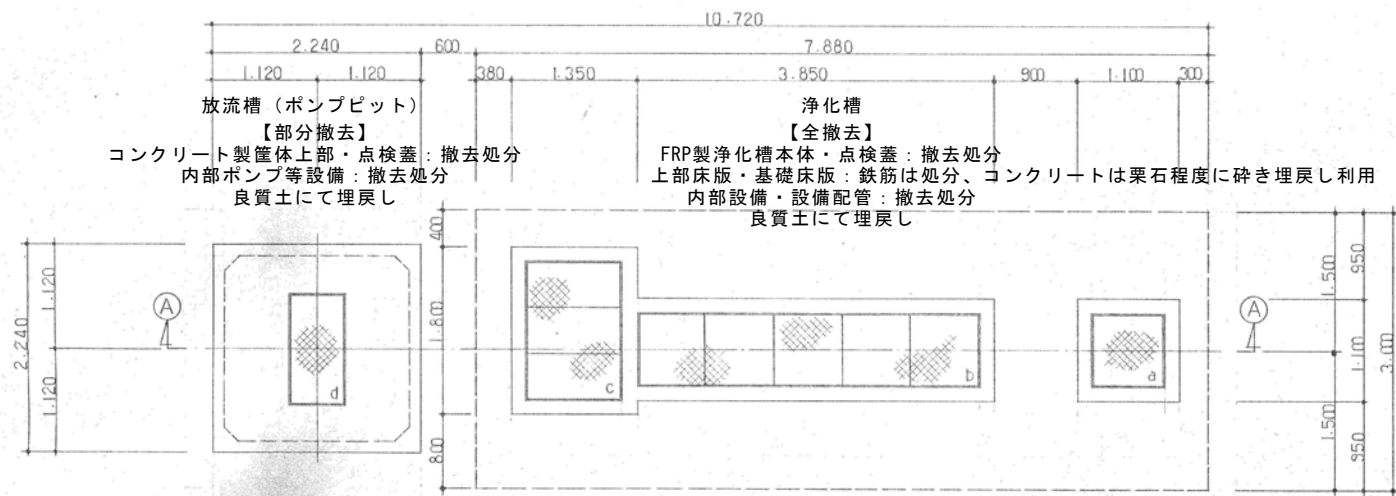 10.720
2.240 600 7.880
1.120 1.120 380 1.350 3.850 900 1.100 300
放流槽（ポンプピット）
【部分撤去】
コンクリート製筐体上部・点検蓋：撤去処分
内部ポンプ等設備：撤去処分
良質土にて埋戻し
浄化槽
【全撤去】
FRP製浄化槽本体・点検蓋：撤去処分
上部床版・基礎床版：鉄筋は処分、コンクリートは栗石程度に砕き埋戻し利用
内部設備・設備配管：撤去処分
良質土にて埋戻し
2.240
1.120
1.120
A
d
400
1.800
800
c
b
a
A
1.500
1.500
950
1.100
950
3.000